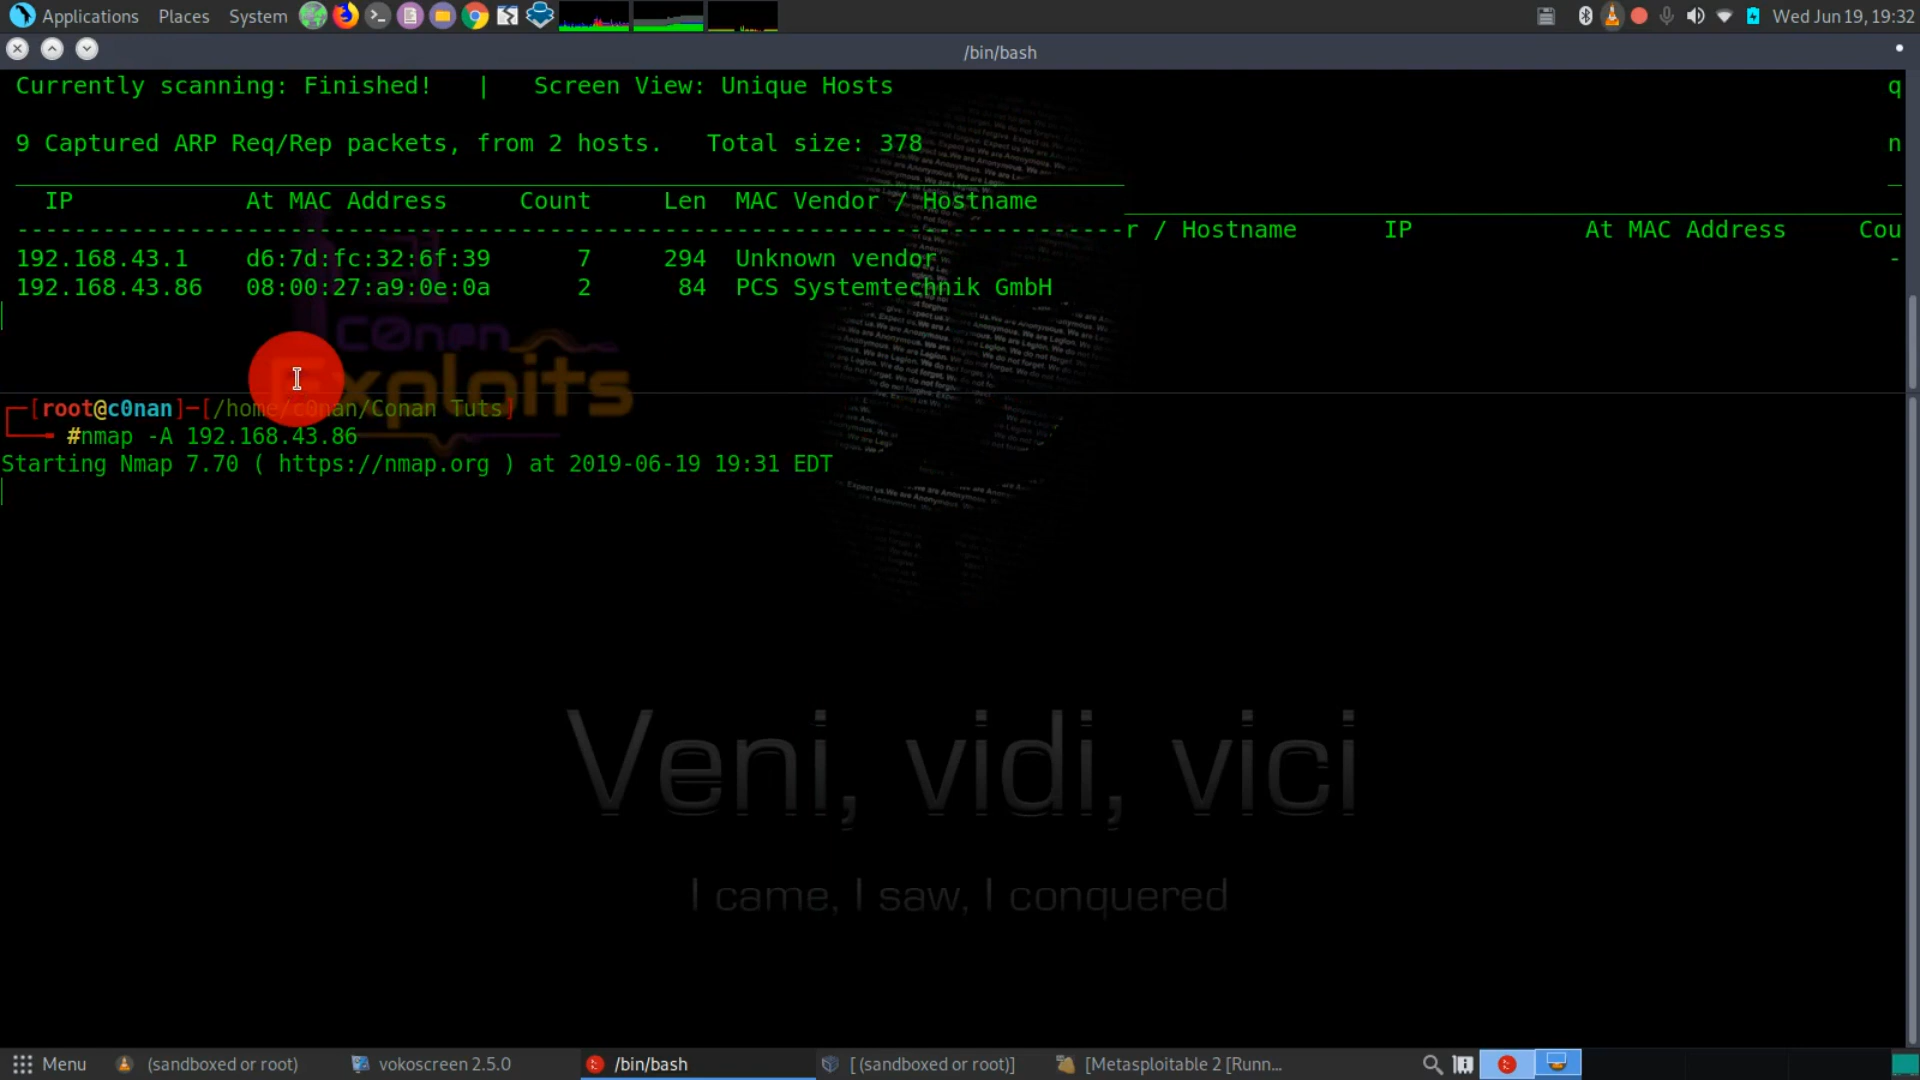 Applications Places System Wed Jun 19, 19:32
/bin/bash
Currently scanning: Finished! | Screen View: Unique Hosts q
9 Captured ARP Req/Rep packets, from 2 hosts. Total size: 378 n
IP At MAC Address Count Len MAC Vendor / Hostname
-----------------------------------------------------------------------------r / Hostname IP At MAC Address Cou
192.168.43.1 d6:7d:fc:32:6f:39 7 294 Unknown vendor -
192.168.43.86 08:00:27:a9:0e:0a 2 84 PCS Systemtechnik GmbH
C0nan
Exploits
[root@c0nan]-[/home/c0nan/Conan Tuts]
#nmap -A 192.168.43.86
Starting Nmap 7.70 ( https://nmap.org ) at 2019-06-19 19:31 EDT
Veni, vidi, vici
I came, I saw, I conquered
Menu (sandboxed or root) vokoscreen 2.5.0 /bin/bash [ (sandboxed or root)] [Metasploitable 2 [Runn...